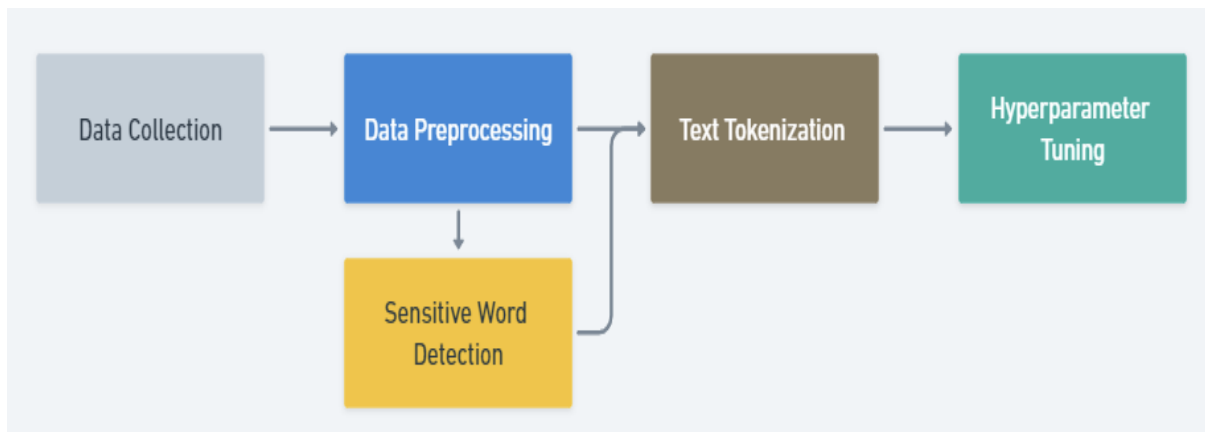 Data Collection
Data Preprocessing
Text Tokenization
Hyperparameter
Tuning
Sensitive Word
Detection